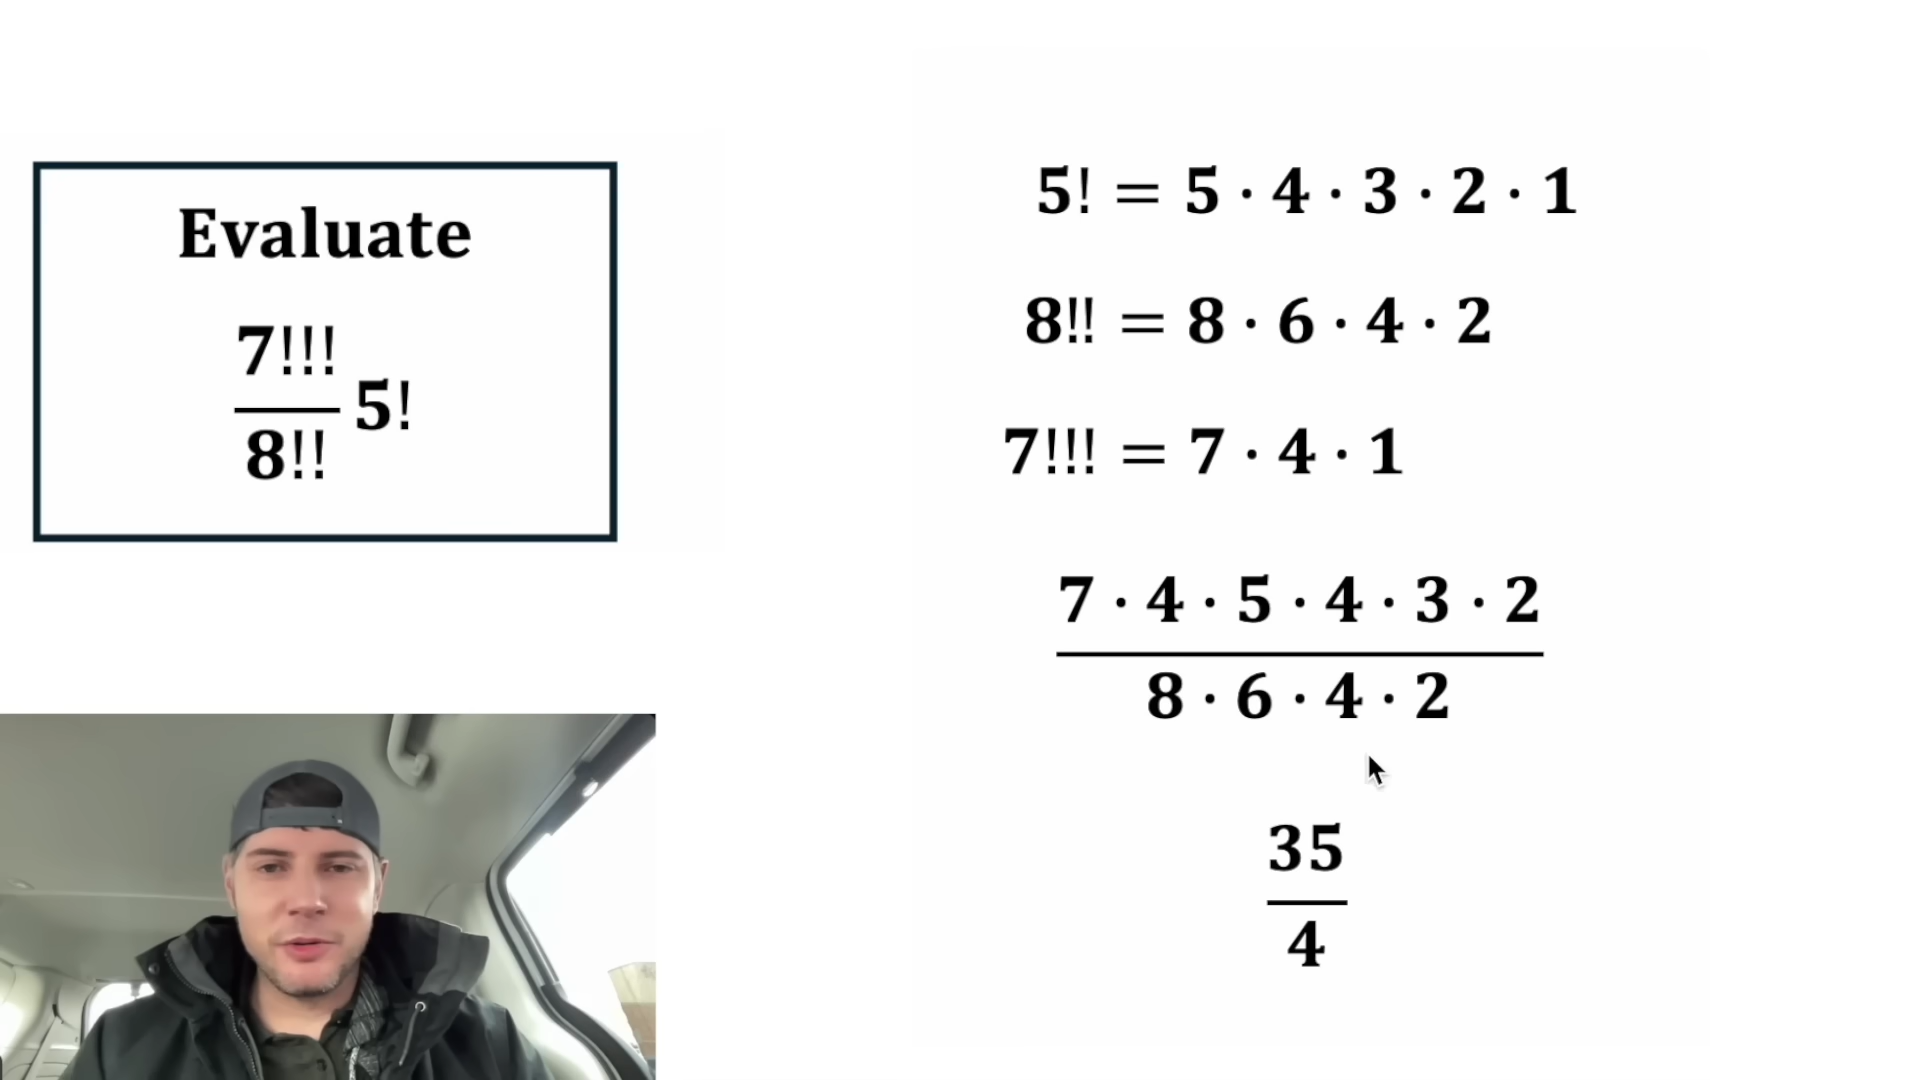 Evaluate
7!!!
8!!
5!
5! = 5 · 4 · 3 · 2 · 1
8!! = 8 · 6 · 4 · 2
7!!! = 7 · 4 · 1
7 · 4 · 5 · 4 · 3 · 2
8 · 6 · 4 · 2
35
4